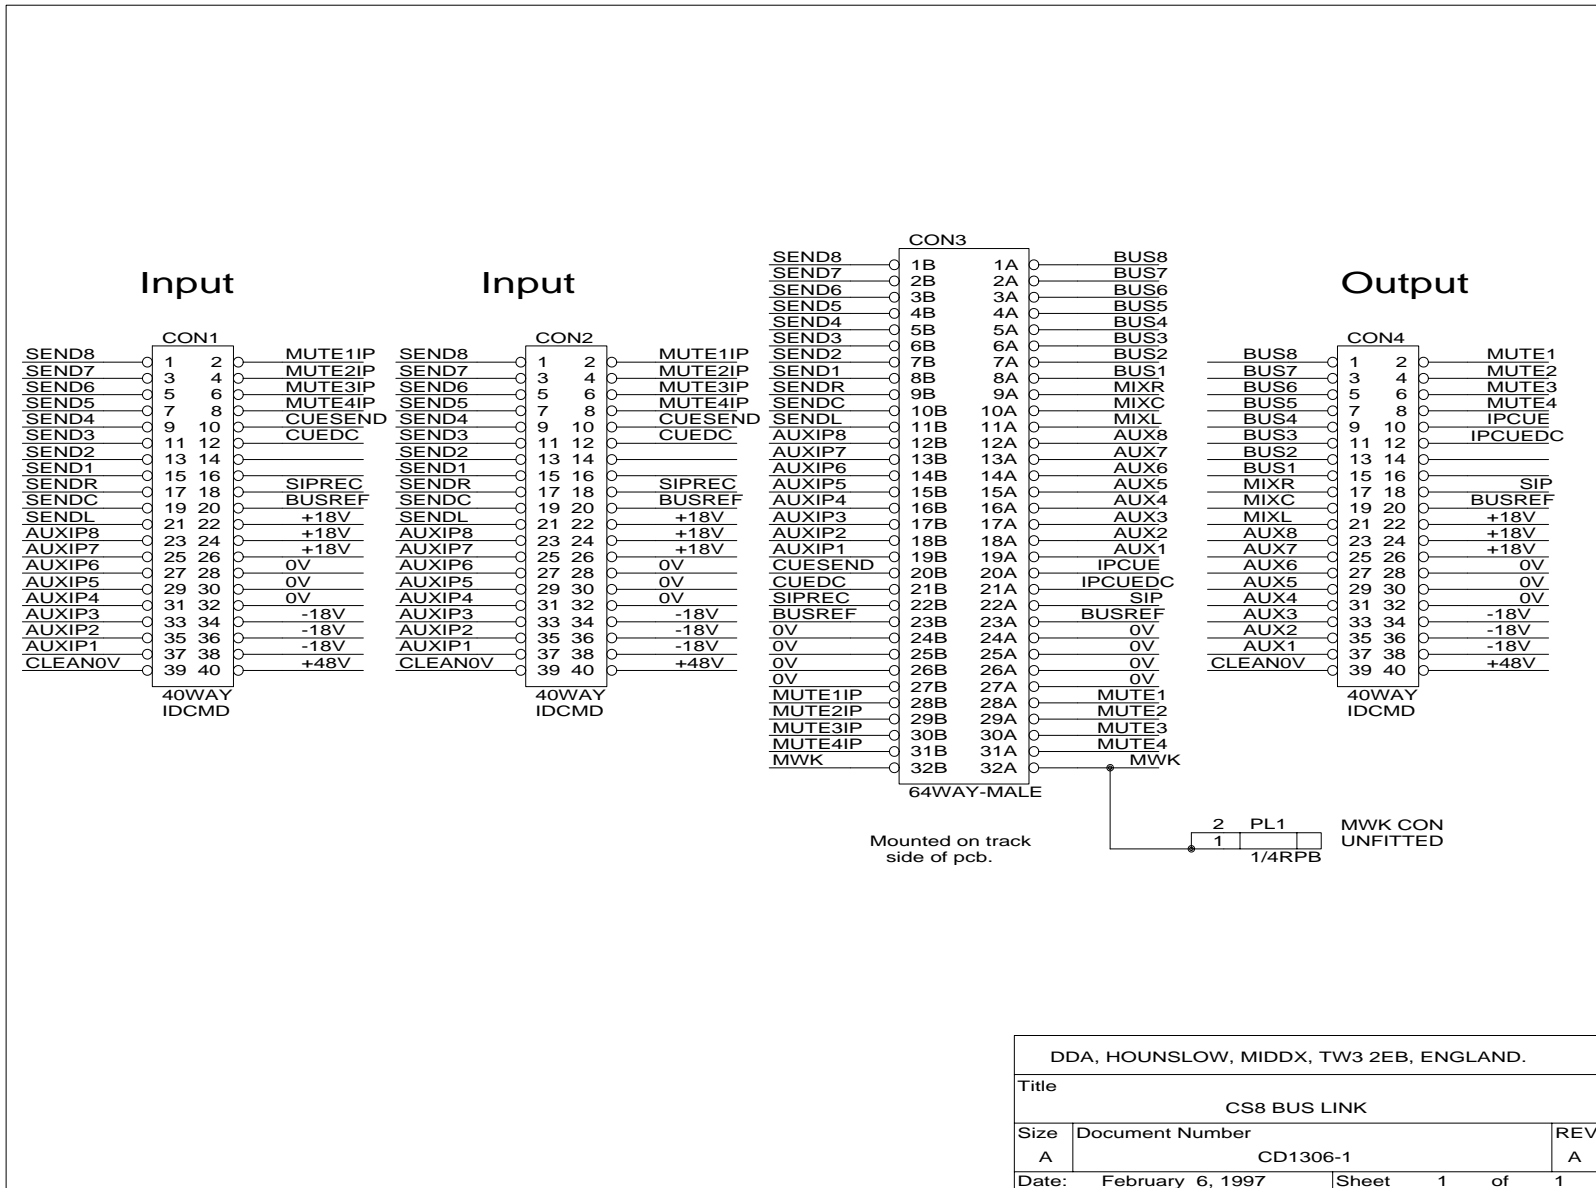 Input
CON1
SEND8 1 2 MUTE1IP
SEND7 3 4 MUTE2IP
SEND6 5 6 MUTE3IP
SEND5 7 8 MUTE4IP
SEND4 9 10 CUESEND
SEND3 11 12 CUEDC
SEND2 13 14
SEND1 15 16
SENDR 17 18 SIPREC
SENDC 19 20 BUSREF
SENDL 21 22 +18V
AUXIP8 23 24 +18V
AUXIP7 25 26 +18V
AUXIP6 27 28 0V
AUXIP5 29 30 0V
AUXIP4 31 32 0V
AUXIP3 33 34 -18V
AUXIP2 35 36 -18V
AUXIP1 37 38 -18V
CLEAN0V 39 40 +48V
40WAY
IDCMD
Input
CON2
SEND8 1 2 MUTE1IP
SEND7 3 4 MUTE2IP
SEND6 5 6 MUTE3IP
SEND5 7 8 MUTE4IP
SEND4 9 10 CUESEND
SEND3 11 12 CUEDC
SEND2 13 14
SEND1 15 16
SENDR 17 18 SIPREC
SENDC 19 20 BUSREF
SENDL 21 22 +18V
AUXIP8 23 24 +18V
AUXIP7 25 26 +18V
AUXIP6 27 28 0V
AUXIP5 29 30 0V
AUXIP4 31 32 0V
AUXIP3 33 34 -18V
AUXIP2 35 36 -18V
AUXIP1 37 38 -18V
CLEAN0V 39 40 +48V
40WAY
IDCMD
CON3
SEND8 1B 1A BUS8
SEND7 2B 2A BUS7
SEND6 3B 3A BUS6
SEND5 4B 4A BUS5
SEND4 5B 5A BUS4
SEND3 6B 6A BUS3
SEND2 7B 7A BUS2
SEND1 8B 8A BUS1
SENDR 9B 9A MIXR
SENDC 10B 10A MIXC
SENDL 11B 11A MIXL
AUXIP8 12B 12A AUX8
AUXIP7 13B 13A AUX7
AUXIP6 14B 14A AUX6
AUXIP5 15B 15A AUX5
AUXIP4 16B 16A AUX4
AUXIP3 17B 17A AUX3
AUXIP2 18B 18A AUX2
AUXIP1 19B 19A AUX1
CUESEND 20B 20A IPCUE
CUEDC 21B 21A IPCUEDC
SIPREC 22B 22A SIP
BUSREF 23B 23A BUSREF
0V 24B 24A 0V
0V 25B 25A 0V
0V 26B 26A 0V
0V 27B 27A 0V
MUTE1IP 28B 28A MUTE1
MUTE2IP 29B 29A MUTE2
MUTE3IP 30B 30A MUTE3
MUTE4IP 31B 31A MUTE4
MWK 32B 32A MWK
64WAY-MALE
Mounted on track
side of pcb.
2 PL1
1
1/4RPB
MWK CON
UNFITTED
Output
CON4
BUS8 1 2 MUTE1
BUS7 3 4 MUTE2
BUS6 5 6 MUTE3
BUS5 7 8 MUTE4
BUS4 9 10 IPCUE
BUS3 11 12 IPCUEDC
BUS2 13 14
BUS1 15 16
MIXR 17 18 SIP
MIXC 19 20 BUSREF
MIXL 21 22 +18V
AUX8 23 24 +18V
AUX7 25 26 +18V
AUX6 27 28 0V
AUX5 29 30 0V
AUX4 31 32 0V
AUX3 33 34 -18V
AUX2 35 36 -18V
AUX1 37 38 -18V
CLEAN0V 39 40 +48V
40WAY
IDCMD
DDA, HOUNSLOW, MIDDX, TW3 2EB, ENGLAND.
Title
CS8 BUS LINK
Size Document Number REV
A CD1306-1 A
Date: February 6, 1997 Sheet 1 of 1